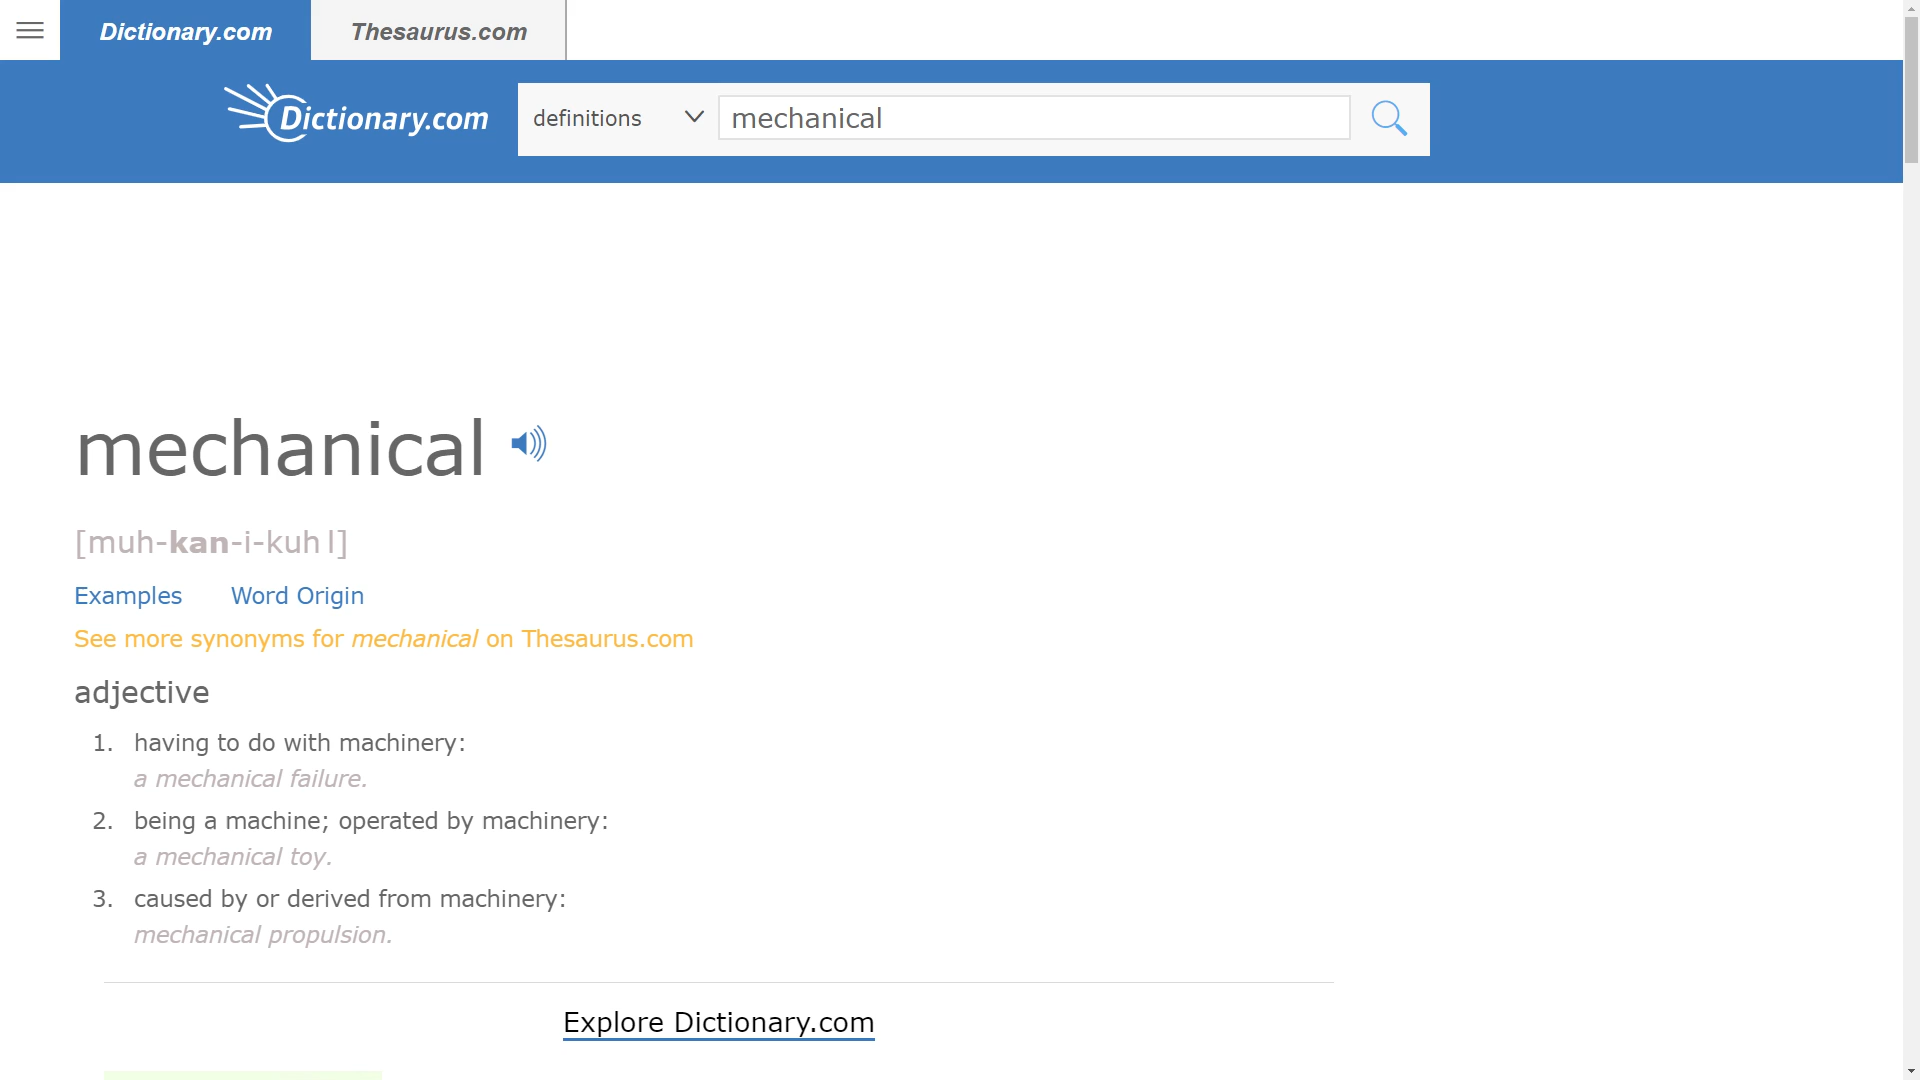 Dictionary.com Thesaurus.com
Dictionary.com definitions mechanical
mechanical
[muh-kan-i-kuh l]
Examples Word Origin
See more synonyms for mechanical on Thesaurus.com
adjective
1. having to do with machinery:
a mechanical failure.
2. being a machine; operated by machinery:
a mechanical toy.
3. caused by or derived from machinery:
mechanical propulsion.
Explore Dictionary.com